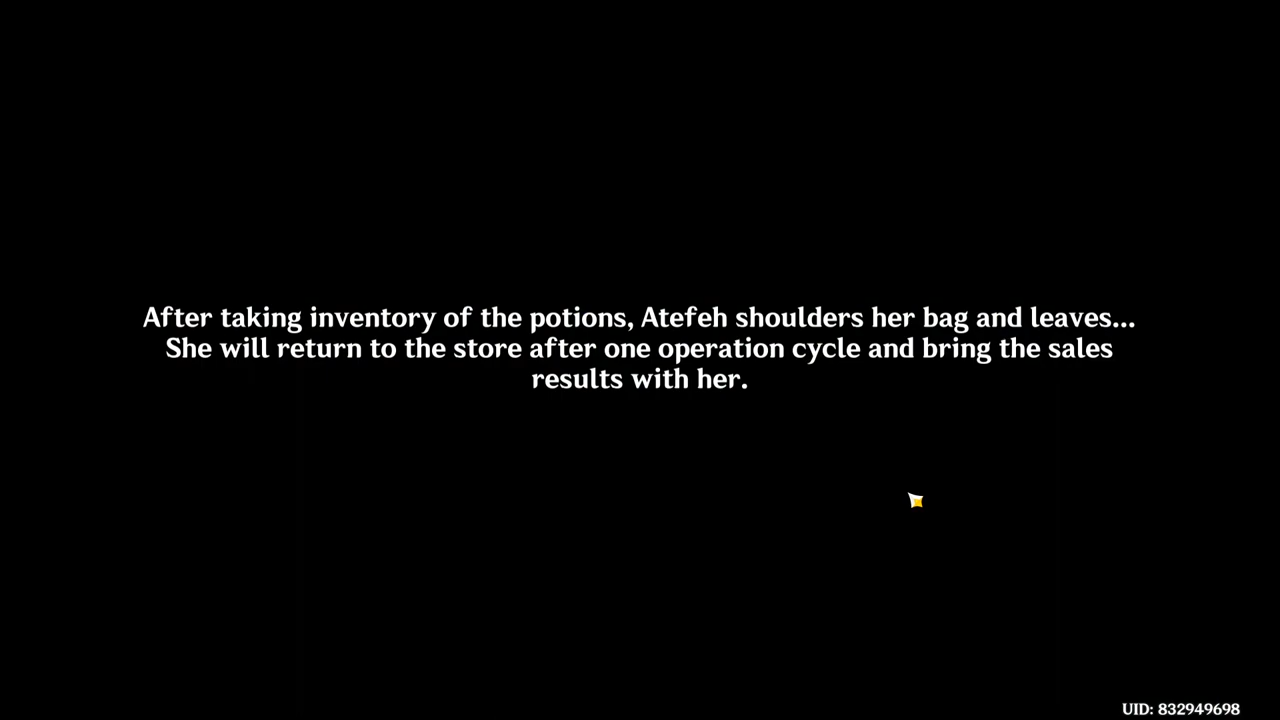 After taking inventory of the potions, Atefeh shoulders her bag and leaves...
She will return to the store after one operation cycle and bring the sales
results with her.
UID: 832949698